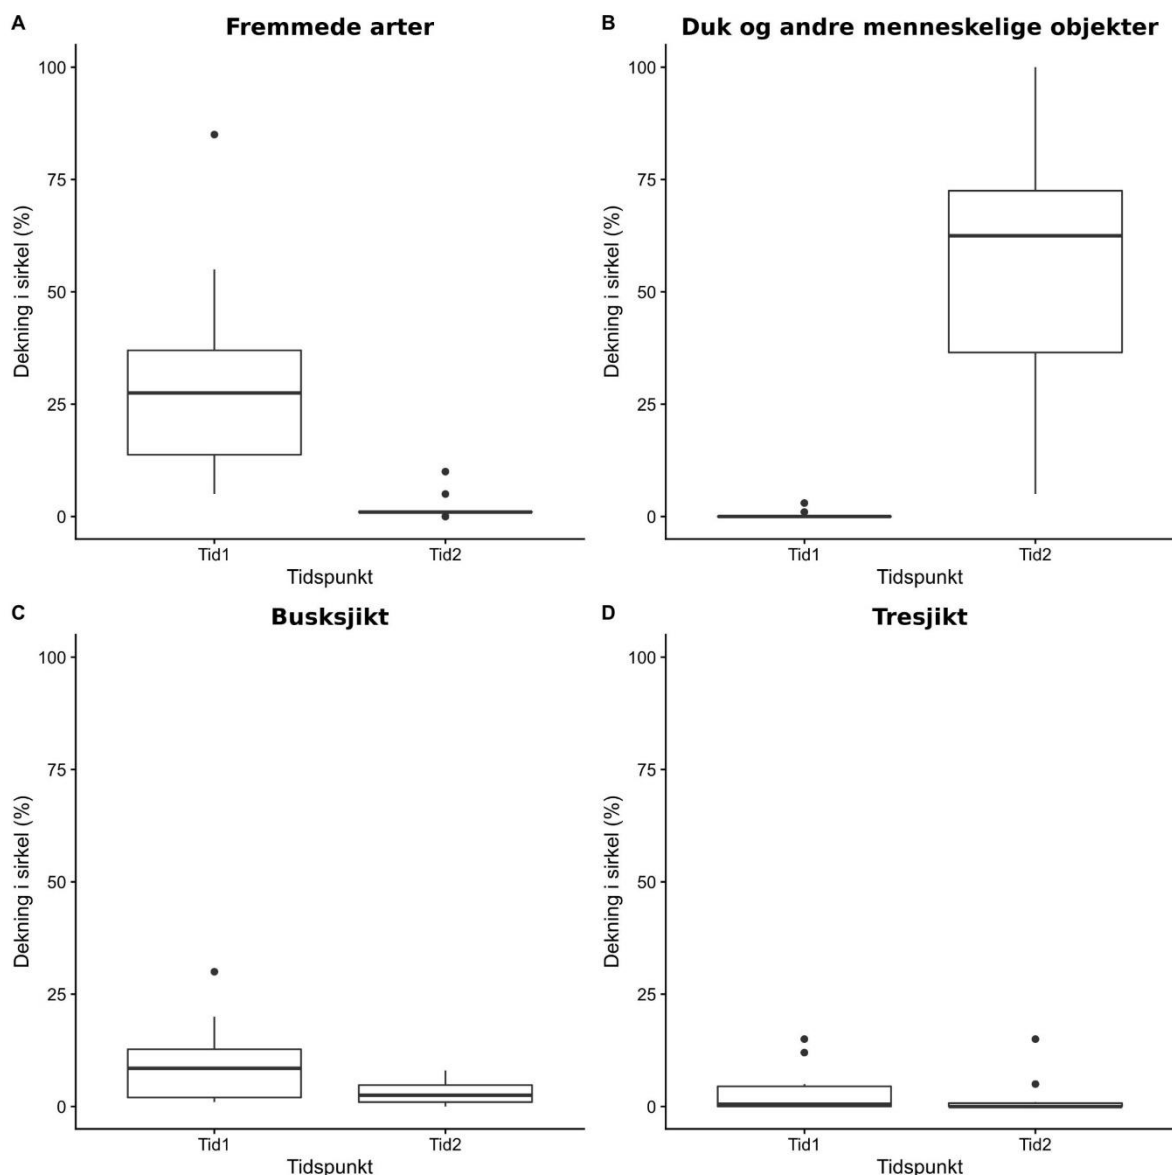 A
Fremmede arter
Dekning i sirkel (%)
100
75
50
25
0
Tid1 Tid2
Tidspunkt
B
Duk og andre menneskelige objekter
Dekning i sirkel (%)
100
75
50
25
0
Tid1 Tid2
Tidspunkt
C
Busksjikt
Dekning i sirkel (%)
100
75
50
25
0
Tid1 Tid2
Tidspunkt
D
Tresjikt
Dekning i sirkel (%)
100
75
50
25
0
Tid1 Tid2
Tidspunkt